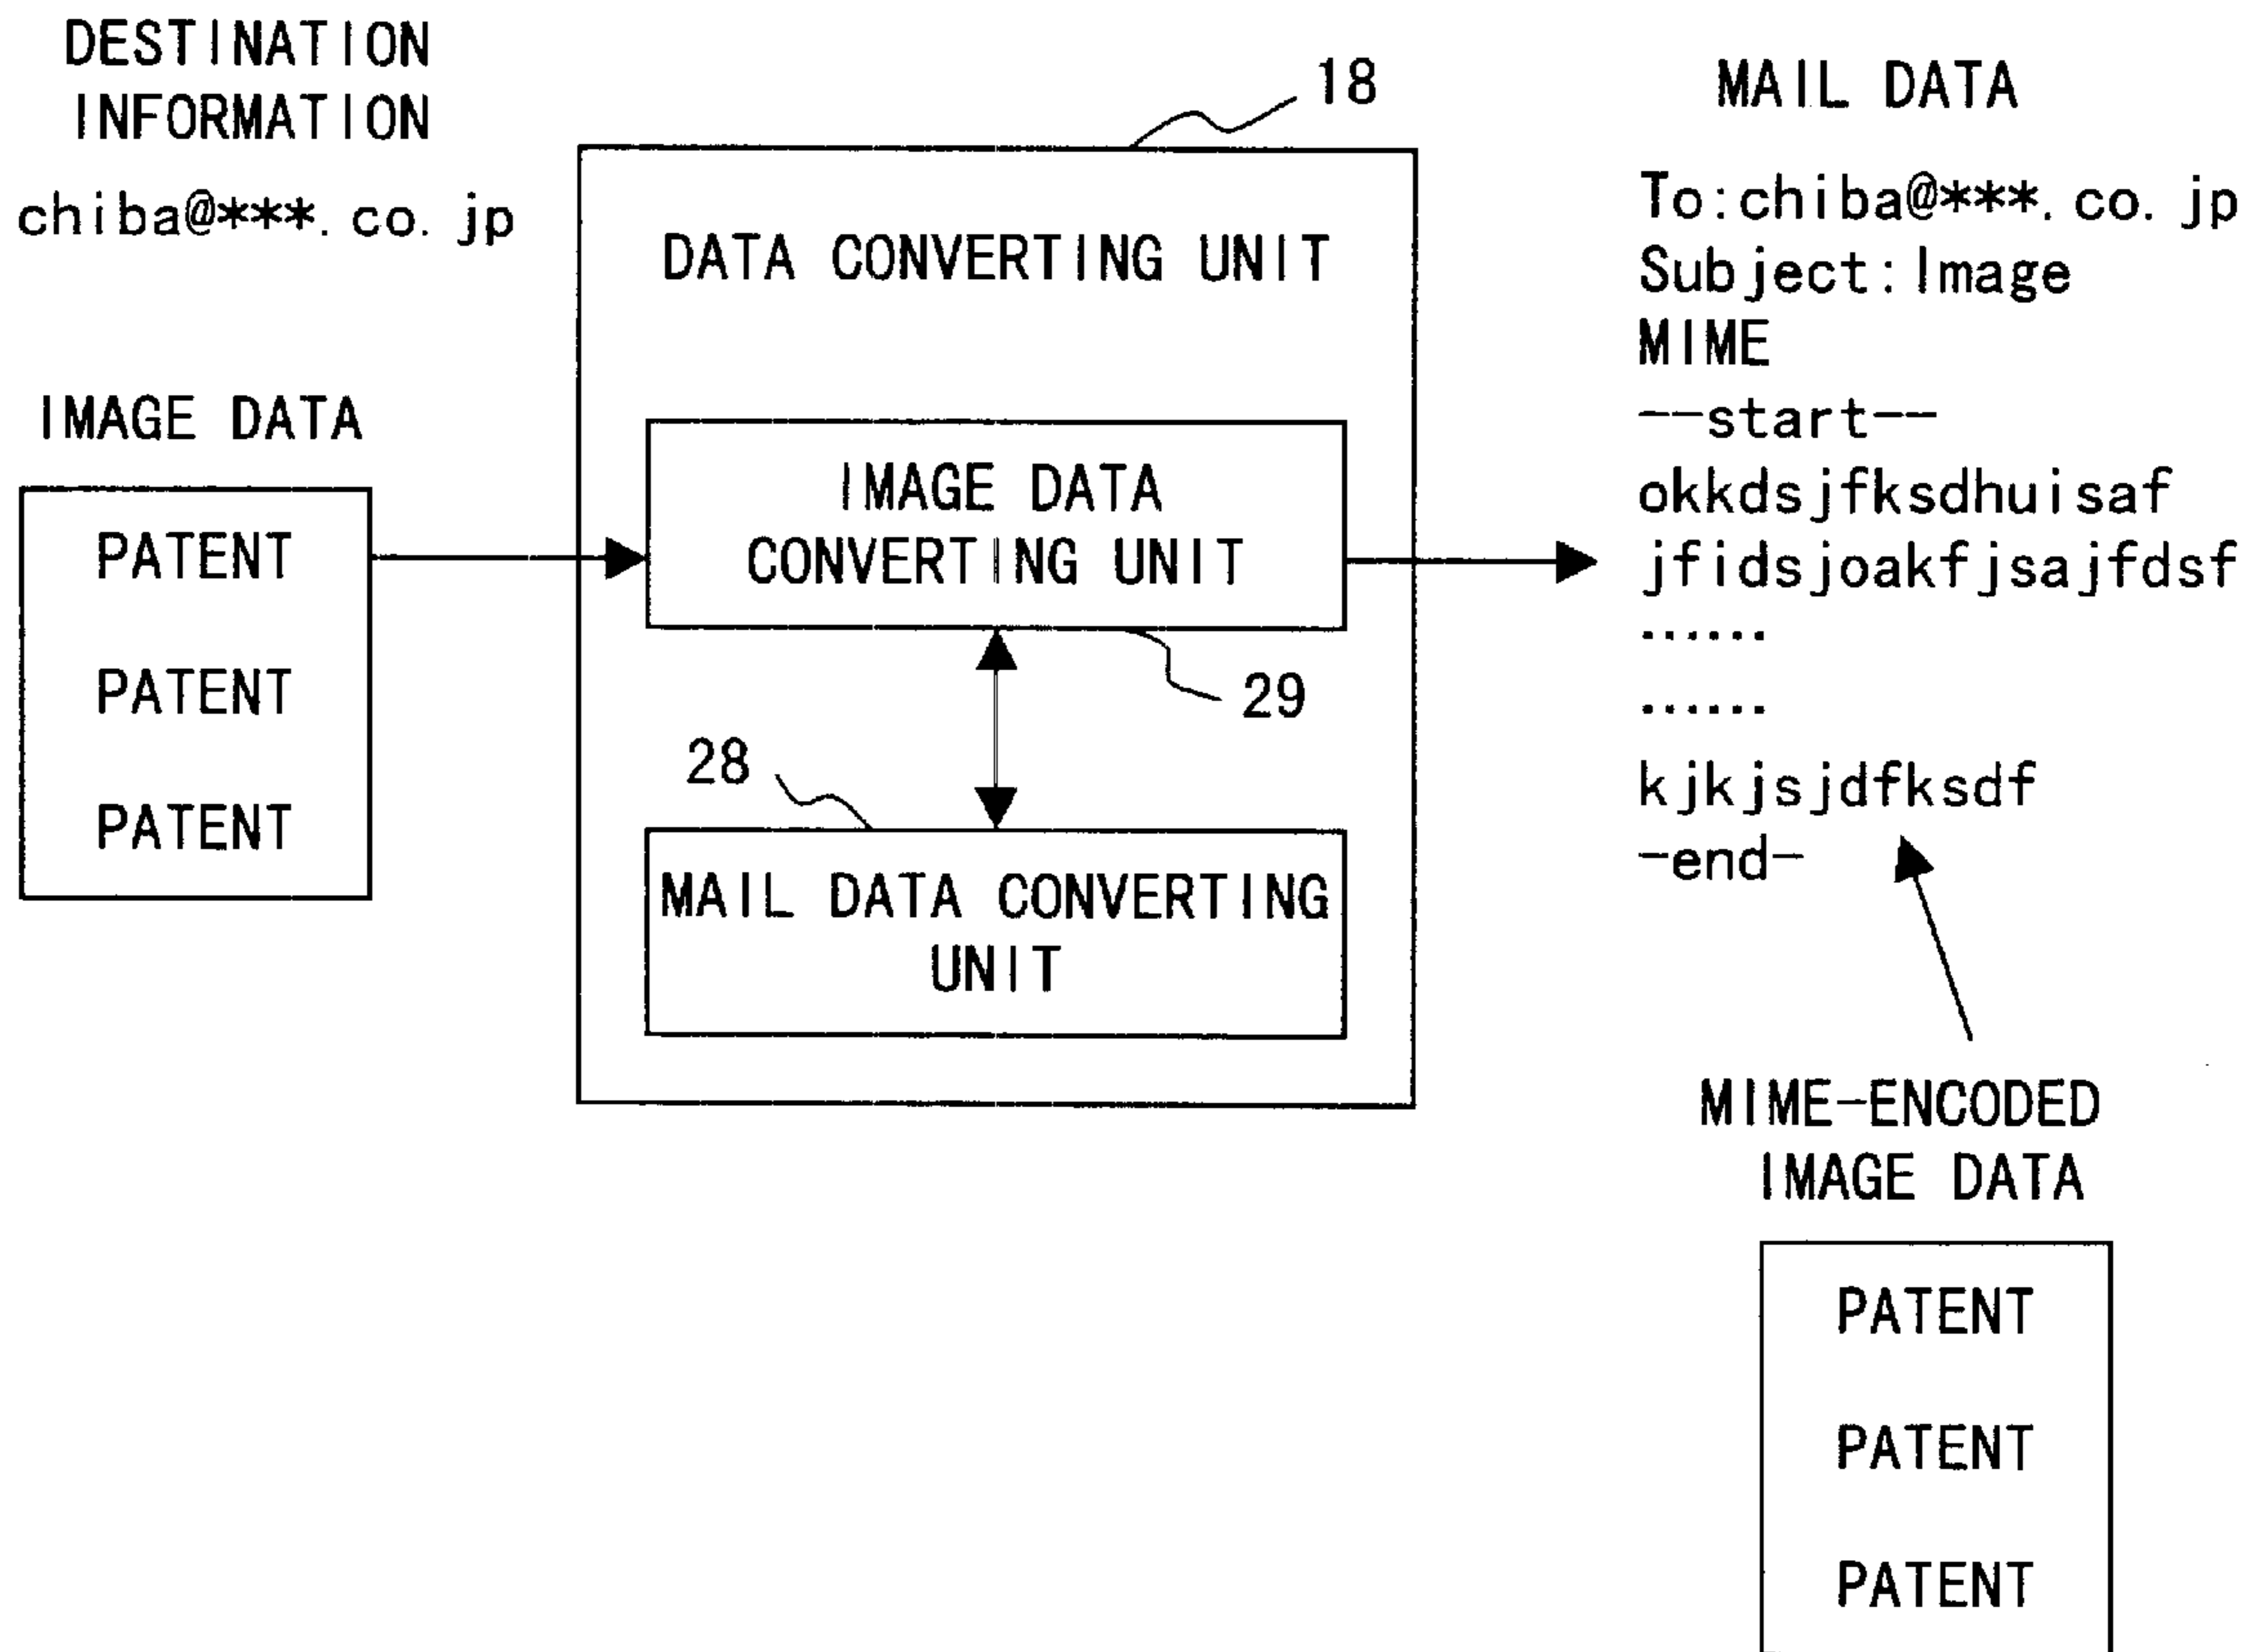 DESTINATION
INFORMATION
chiba@***.co.jp
IMAGE DATA
PATENT
PATENT
PATENT
18
DATA CONVERTING UNIT
IMAGE DATA
CONVERTING UNIT
29
28
MAIL DATA CONVERTING
UNIT
MAIL DATA
To:chiba@***.co.jp
Subject:Image
MIME
--start--
okkdsjfksdhuisaf
jfidsjoakfjsajfdsf
......
......
kjkjsjdfksdf
-end-
MIME-ENCODED
IMAGE DATA
PATENT
PATENT
PATENT